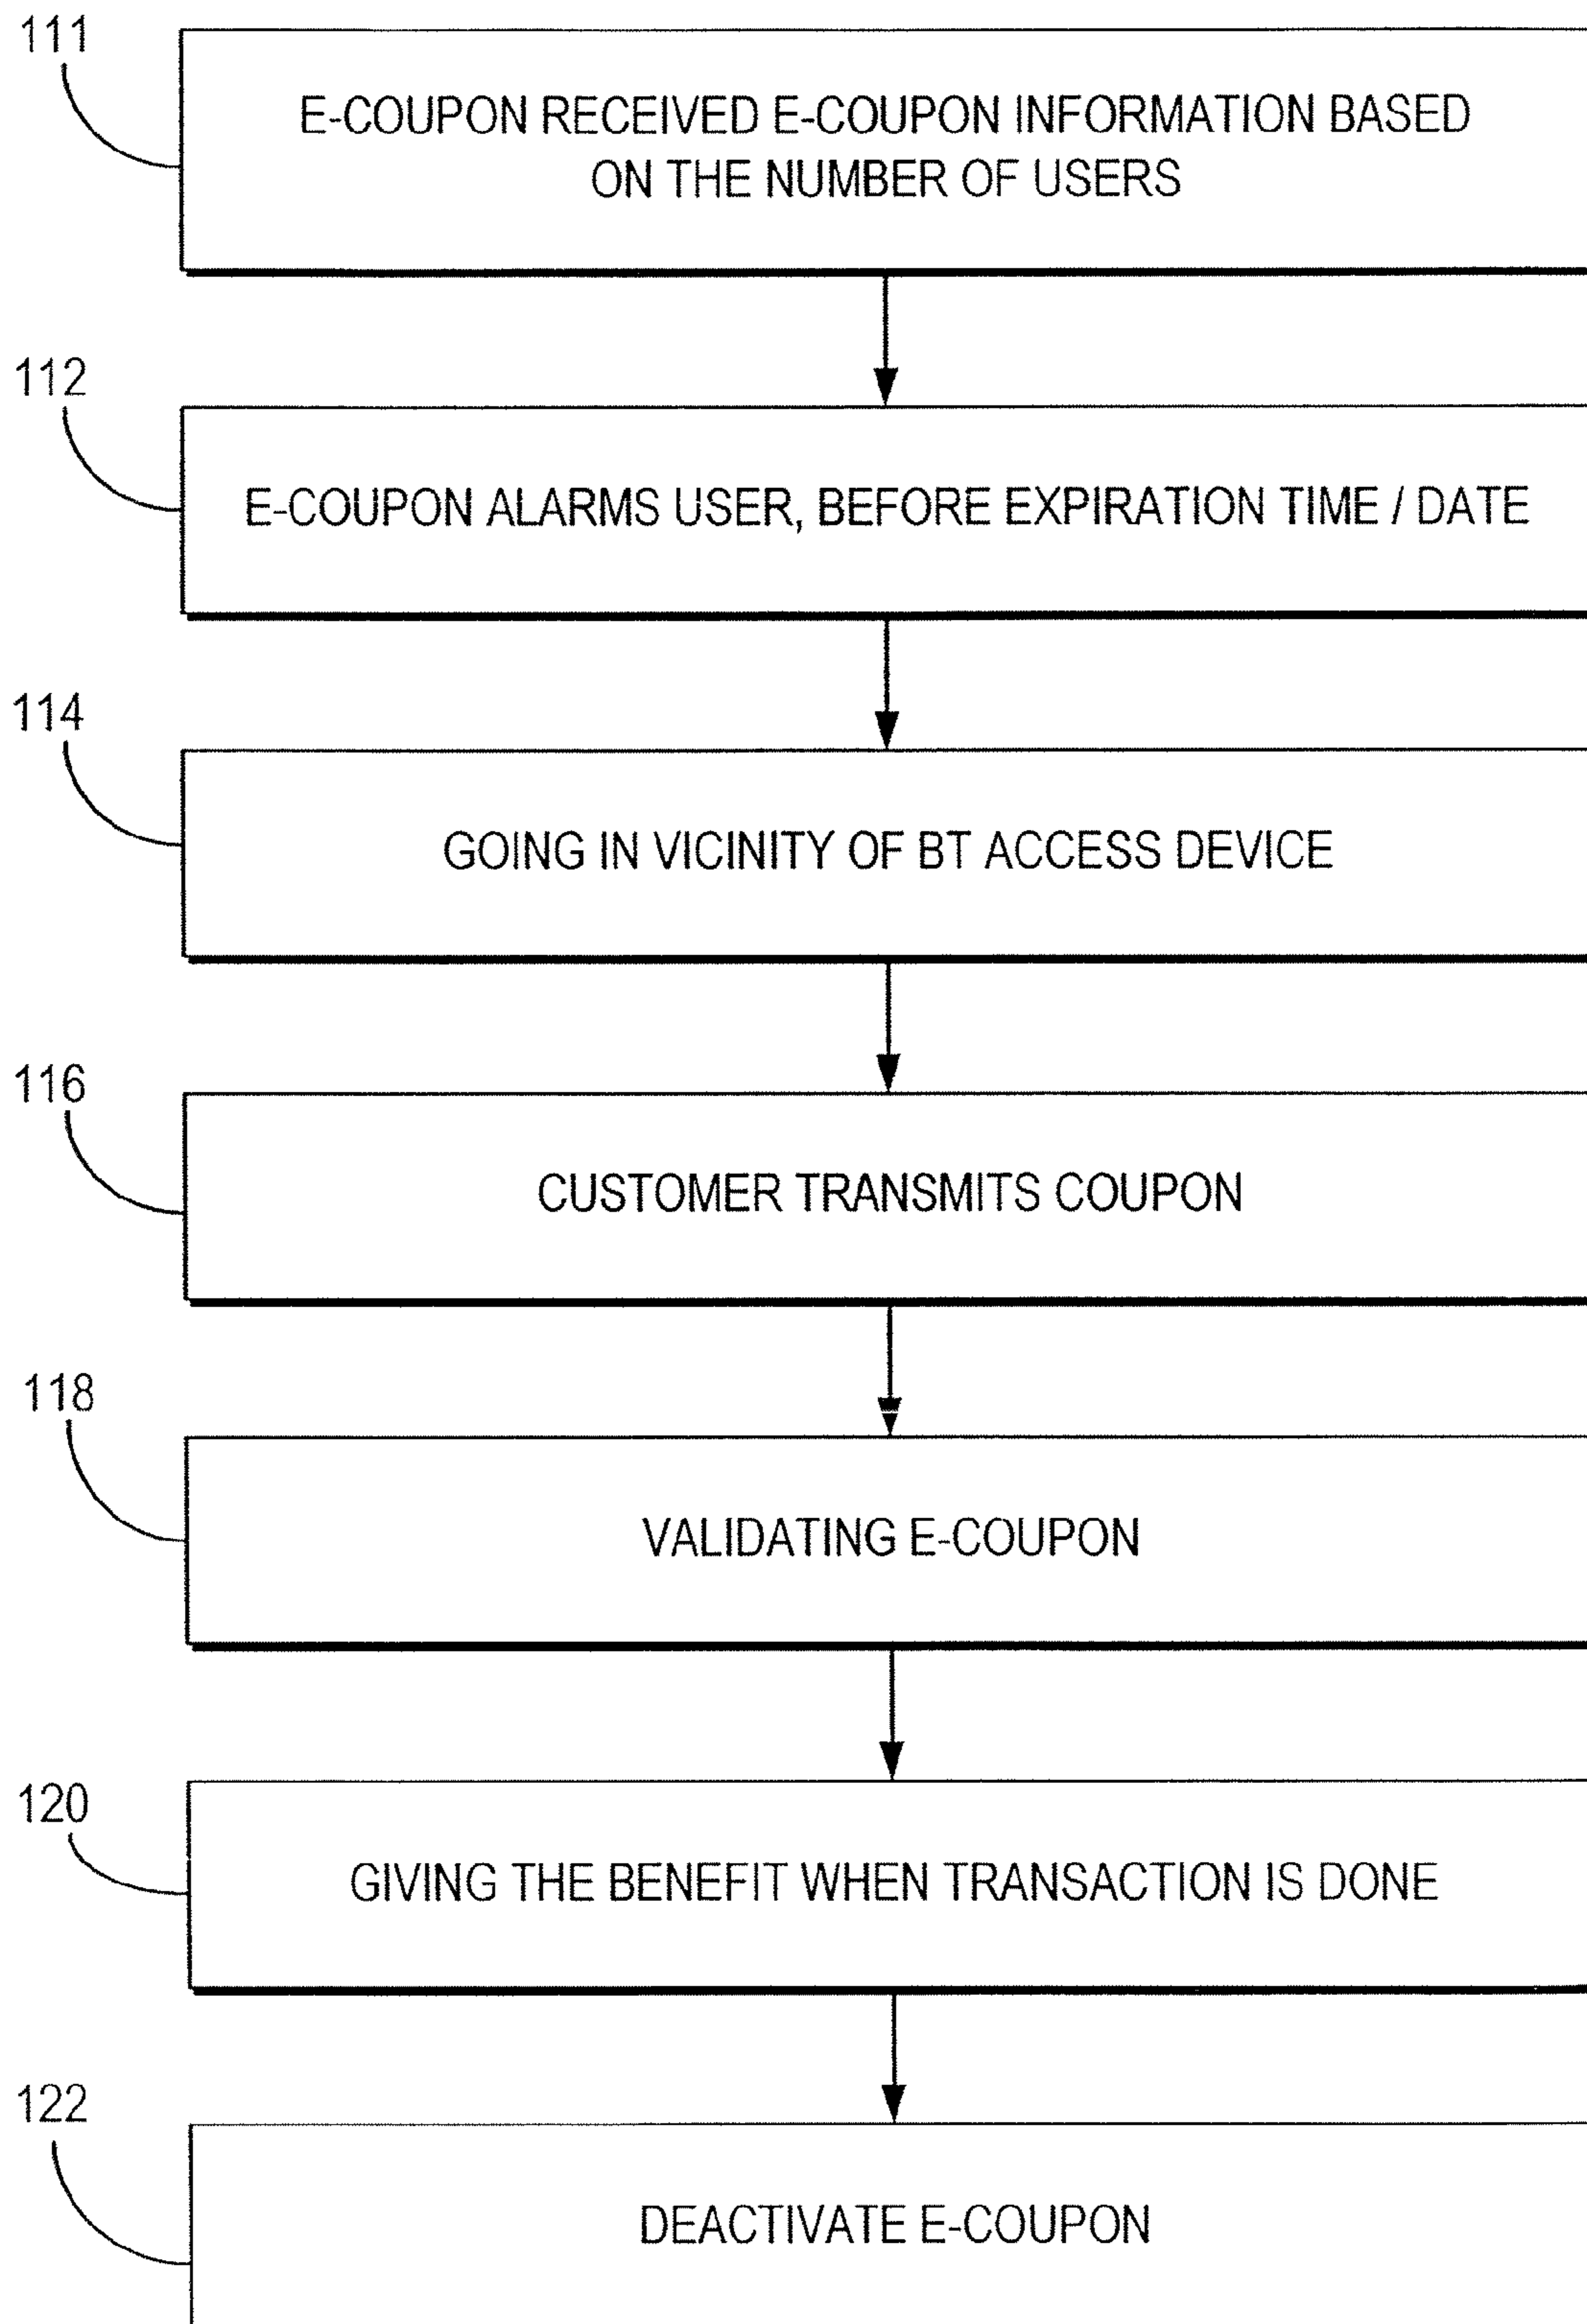 111
E-COUPON RECEIVED E-COUPON INFORMATION BASED
ON THE NUMBER OF USERS
112
E-COUPON ALARMS USER, BEFORE EXPIRATION TIME / DATE
114
GOING IN VICINITY OF BT ACCESS DEVICE
116
CUSTOMER TRANSMITS COUPON
118
VALIDATING E-COUPON
120
GIVING THE BENEFIT WHEN TRANSACTION IS DONE
122
DEACTIVATE E-COUPON